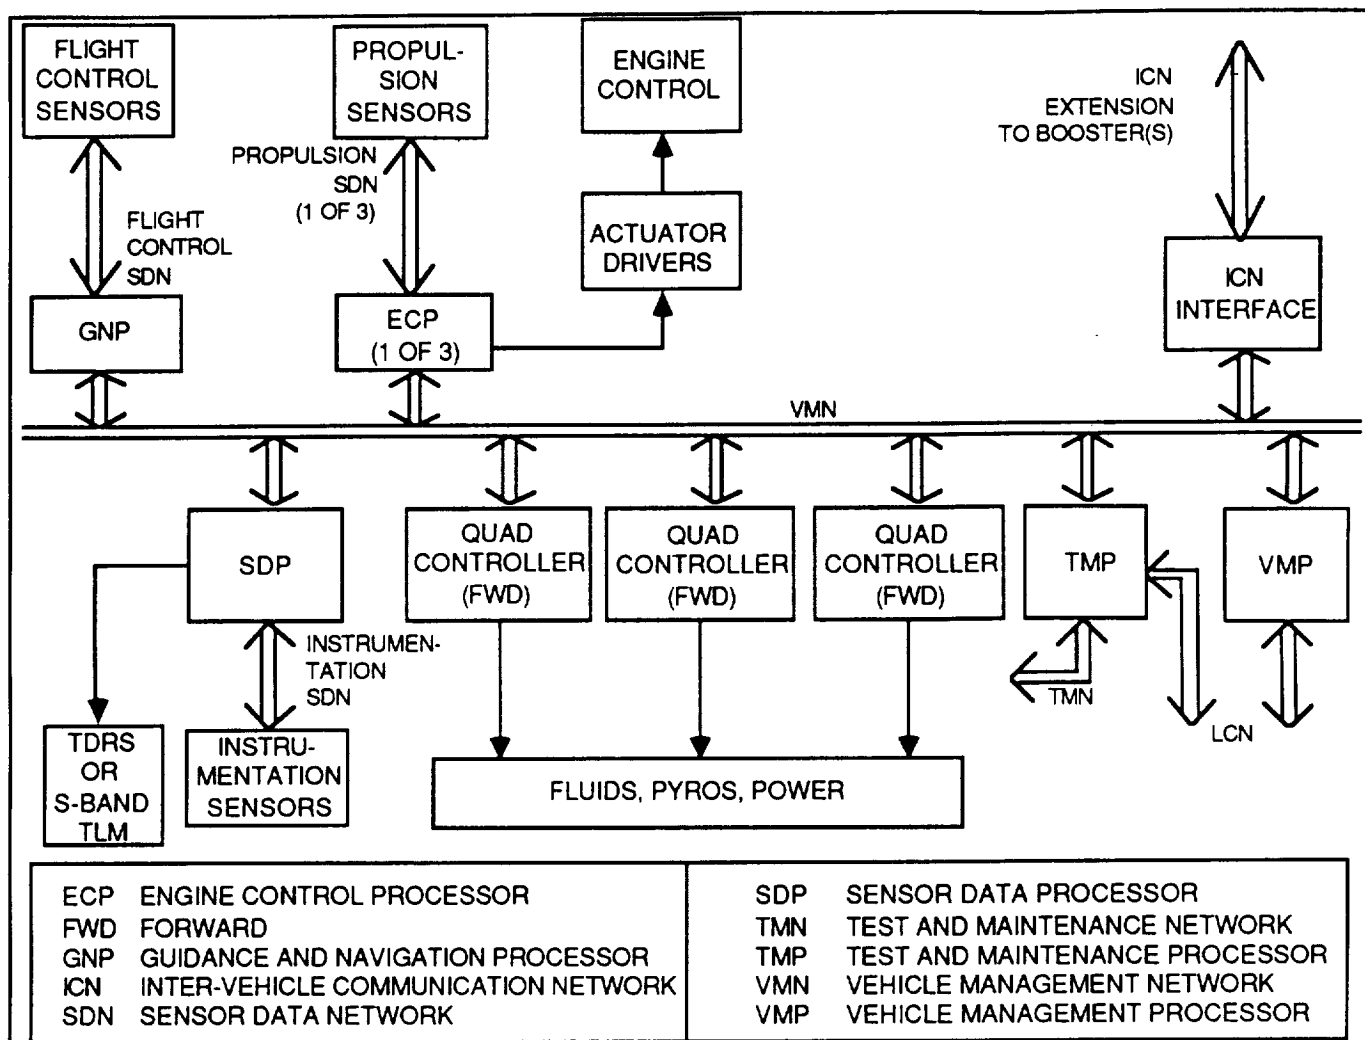 FLIGHT
CONTROL
SENSORS
PROPUL-
SION
SENSORS
ENGINE
CONTROL
ICN
EXTENSION
TO BOOSTER(S)
PROPULSION
SDN
(1 OF 3)
FLIGHT
CONTROL
SDN
ACTUATOR
DRIVERS
ICN
INTERFACE
GNP
ECP
(1 OF 3)
VMN
SDP
QUAD
CONTROLLER
(FWD)
QUAD
CONTROLLER
(FWD)
QUAD
CONTROLLER
(FWD)
TMP
VMP
INSTRUMEN-
TATION
SDN
TMN
LCN
TDRS
OR
S-BAND
TLM
INSTRU-
MENTATION
SENSORS
FLUIDS, PYROS, POWER
ECP ENGINE CONTROL PROCESSOR
FWD FORWARD
GNP GUIDANCE AND NAVIGATION PROCESSOR
ICN INTER-VEHICLE COMMUNICATION NETWORK
SDN SENSOR DATA NETWORK
SDP SENSOR DATA PROCESSOR
TMN TEST AND MAINTENANCE NETWORK
TMP TEST AND MAINTENANCE PROCESSOR
VMN VEHICLE MANAGEMENT NETWORK
VMP VEHICLE MANAGEMENT PROCESSOR